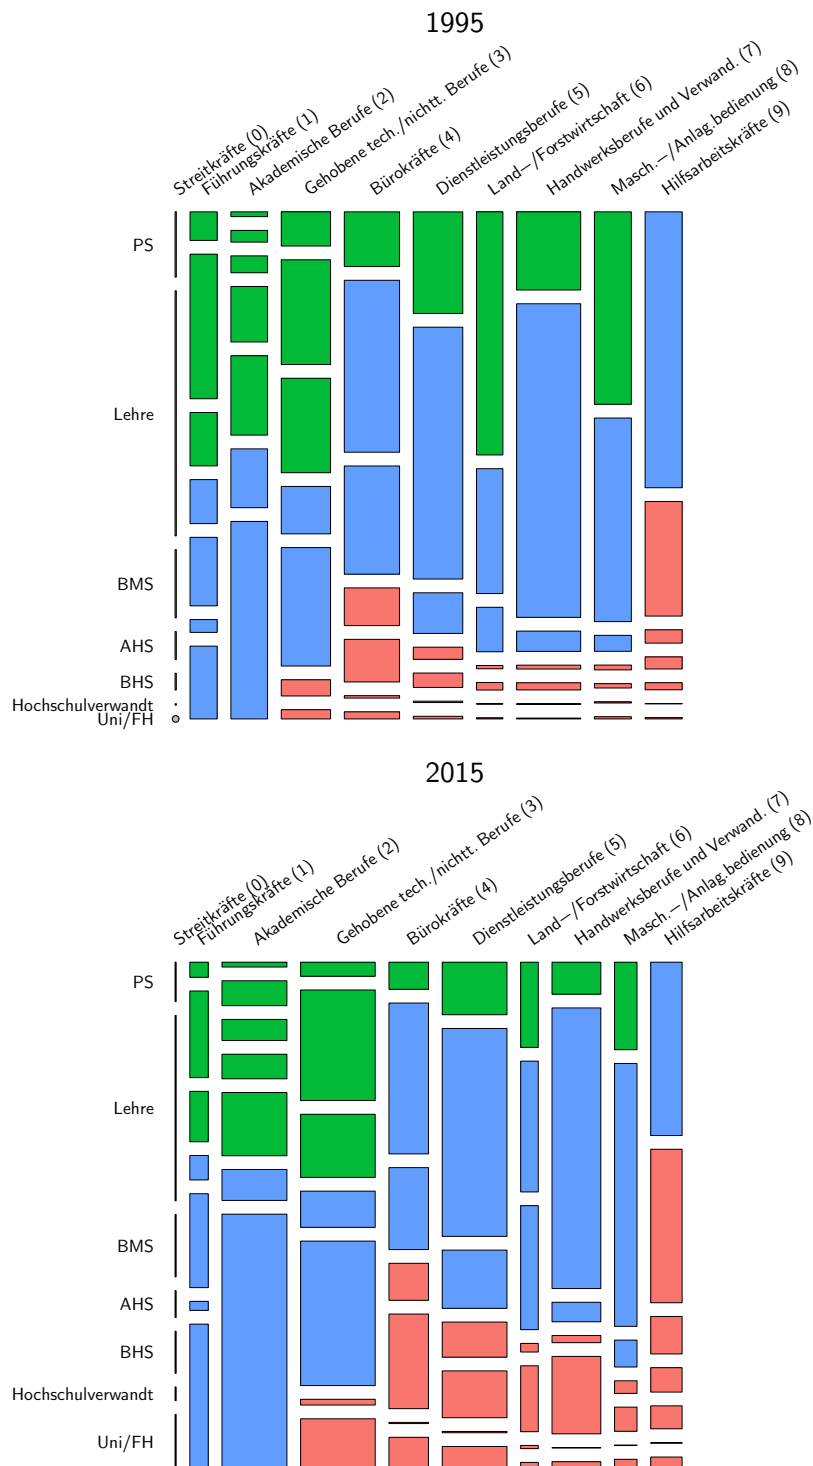 1995
Streitkräfte (0)
Führungskräfte (1)
Akademische Berufe (2)
Gehobene tech./nichtt. Berufe (3)
Bürokräfte (4)
Dienstleistungsberufe (5)
Land−/Forstwirtschaft (6)
Handwerksberufe und Verwand. (7)
Masch.−/Anlag.bedienung (8)
Hilfsarbeitskräfte (9)
PS
Lehre
BMS
AHS
BHS
Hochschulverwandt
Uni/FH
2015
Streitkräfte (0)
Führungskräfte (1)
Akademische Berufe (2)
Gehobene tech./nichtt. Berufe (3)
Bürokräfte (4)
Dienstleistungsberufe (5)
Land−/Forstwirtschaft (6)
Handwerksberufe und Verwand. (7)
Masch.−/Anlag.bedienung (8)
Hilfsarbeitskräfte (9)
PS
Lehre
BMS
AHS
BHS
Hochschulverwandt
Uni/FH